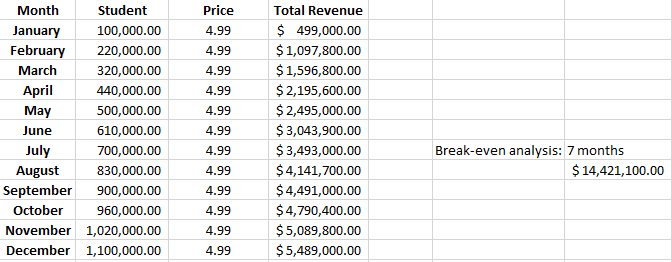 Month Student Price Total Revenue
January 100,000.00 4.99 $ 499,000.00
February 220,000.00 4.99 $ 1,097,800.00
March 320,000.00 4.99 $ 1,596,800.00
April 440,000.00 4.99 $ 2,195,600.00
May 500,000.00 4.99 $ 2,495,000.00
June 610,000.00 4.99 $ 3,043,900.00
July 700,000.00 4.99 $ 3,493,000.00 Break-even analysis: 7 months
August 830,000.00 4.99 $ 4,141,700.00 $ 14,421,100.00
September 900,000.00 4.99 $ 4,491,000.00
October 960,000.00 4.99 $ 4,790,400.00
November 1,020,000.00 4.99 $ 5,089,800.00
December 1,100,000.00 4.99 $ 5,489,000.00